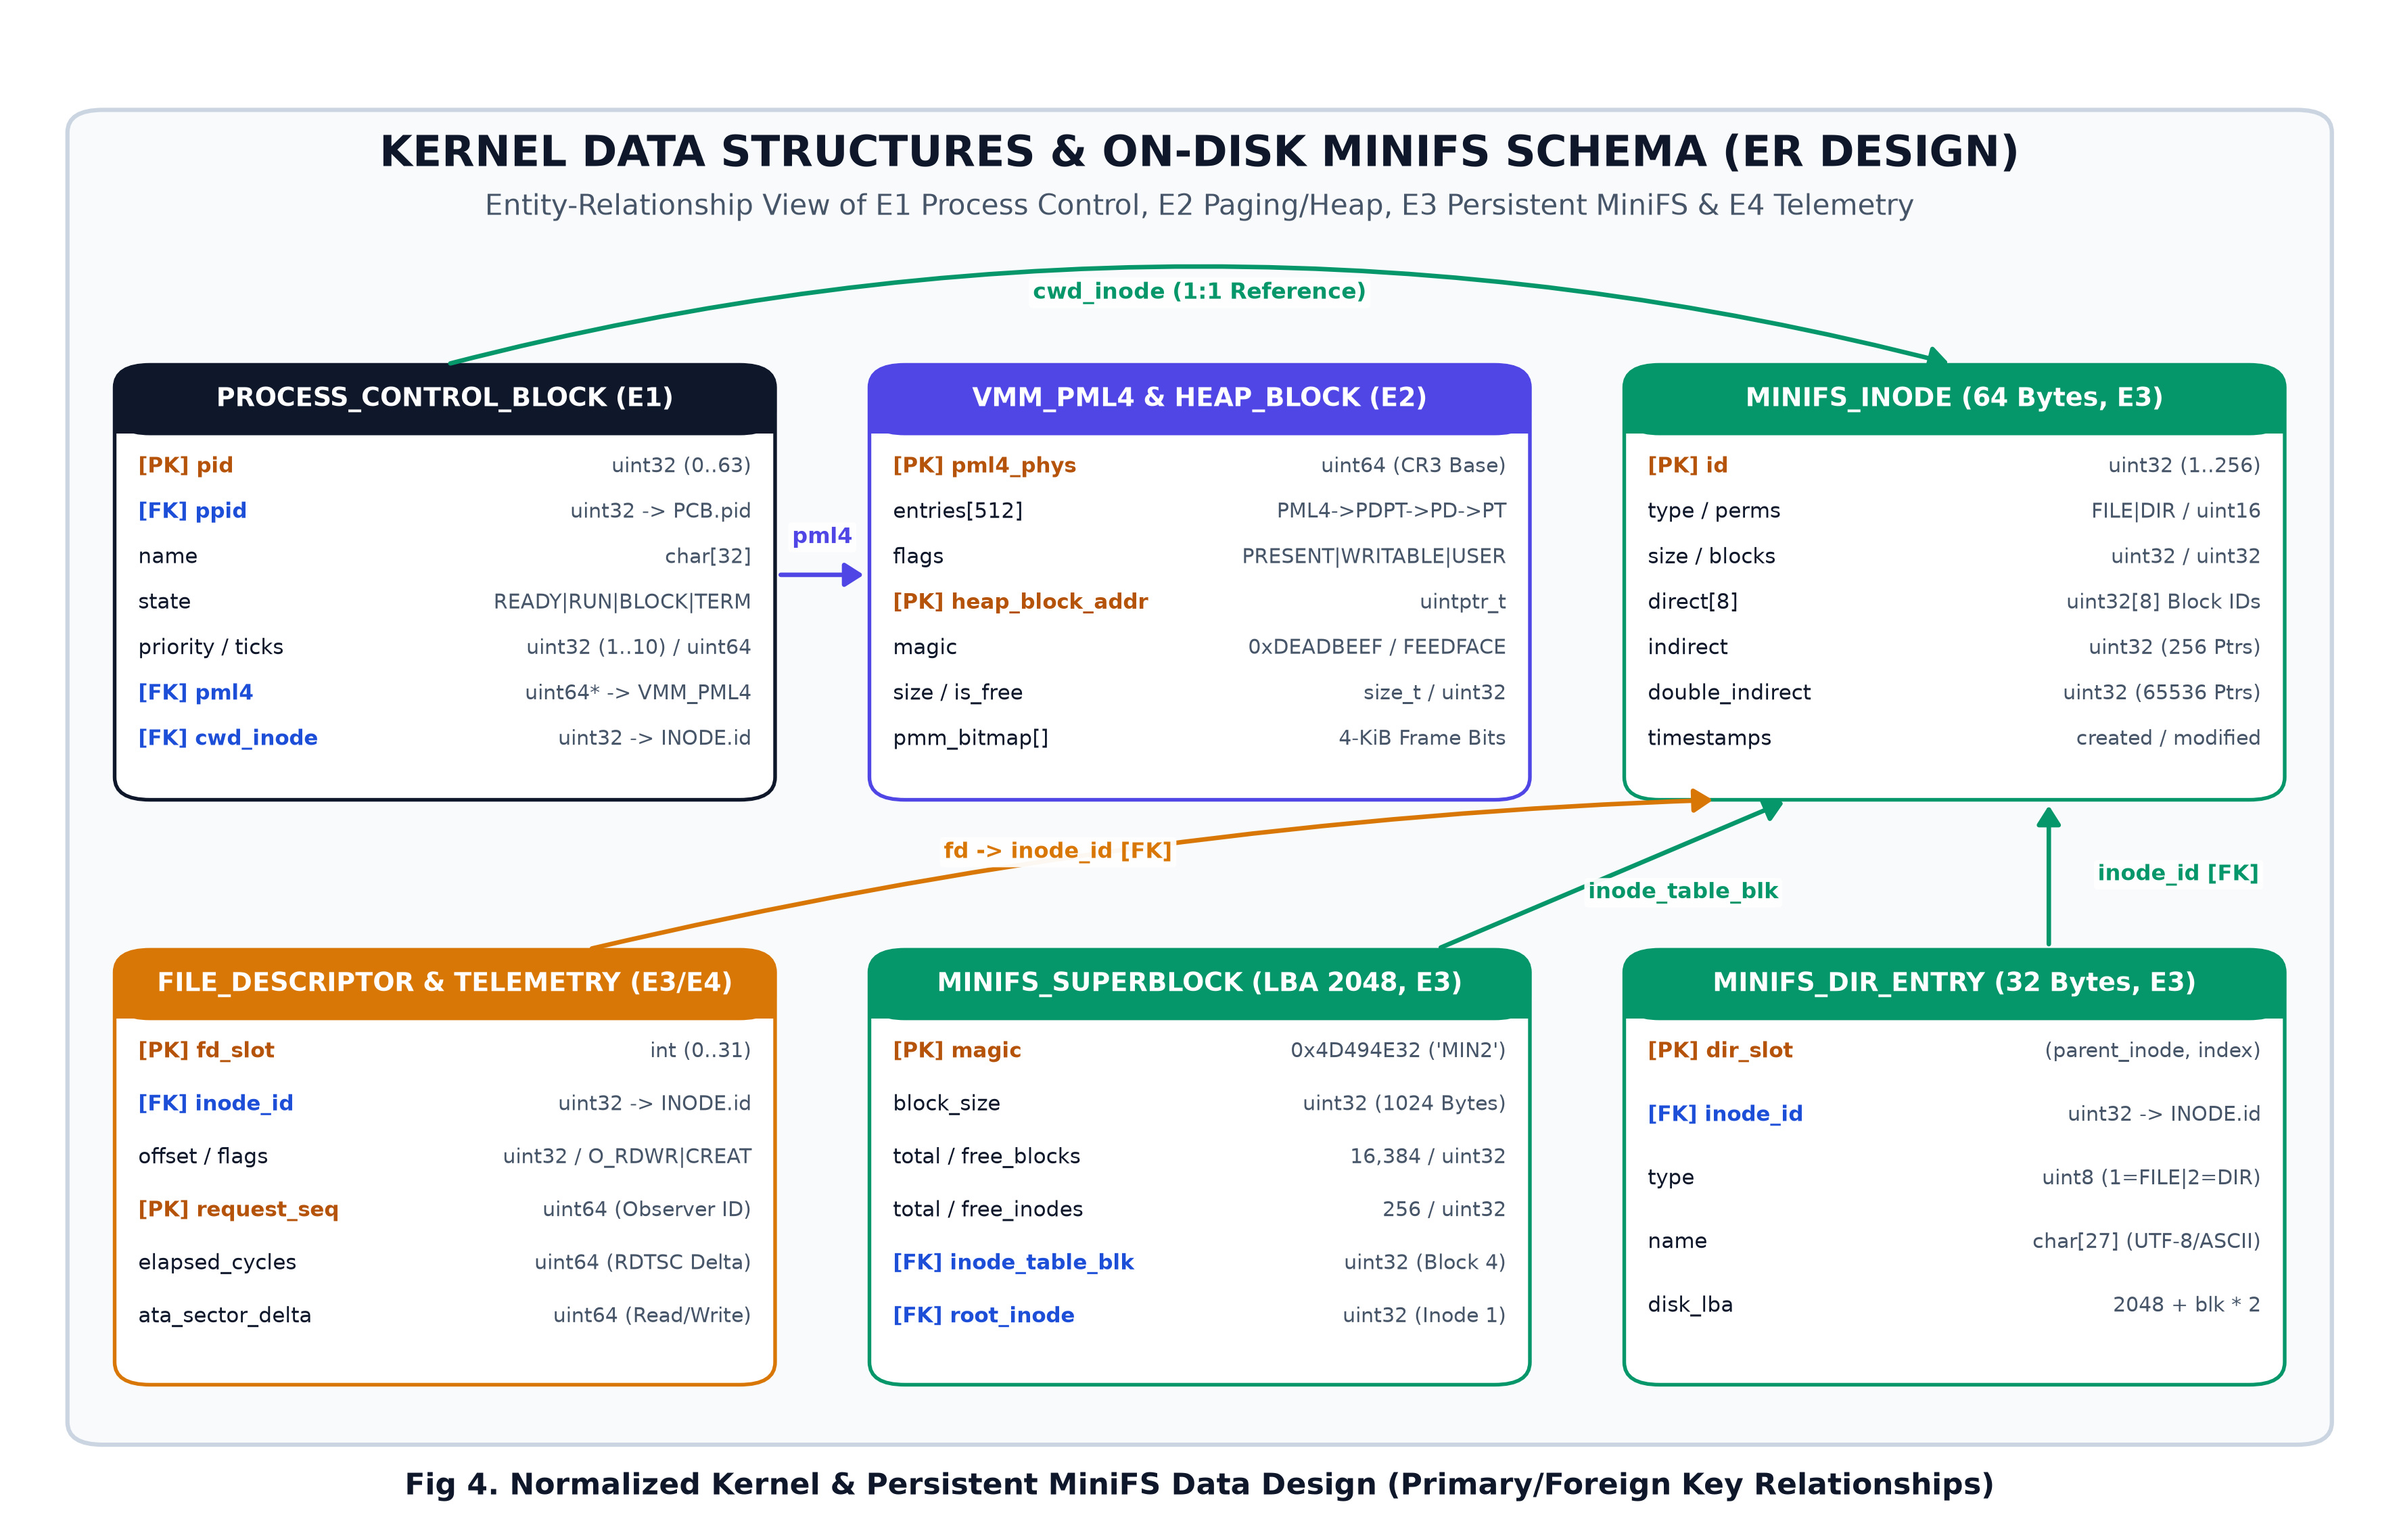 KERNEL DATA STRUCTURES & ON-DISK MINIFS SCHEMA (ER DESIGN)
Entity-Relationship View of E1 Process Control, E2 Paging/Heap, E3 Persistent MiniFS & E4 Telemetry
cwd_inode (1:1 Reference)
PROCESS_CONTROL_BLOCK (E1)
[PK] pid uint32 (0..63)
[FK] ppid uint32 -> PCB.pid
name char[32]
state READY|RUN|BLOCK|TERM
priority / ticks uint32 (1..10) / uint64
[FK] pml4 uint64* -> VMM_PML4
[FK] cwd_inode uint32 -> INODE.id
pml4
VMM_PML4 & HEAP_BLOCK (E2)
[PK] pml4_phys uint64 (CR3 Base)
entries[512] PML4->PDPT->PD->PT
flags PRESENT|WRITABLE|USER
[PK] heap_block_addr uintptr_t
magic 0xDEADBEEF / FEEDFACE
size / is_free size_t / uint32
pmm_bitmap[] 4-KiB Frame Bits
MINIFS_INODE (64 Bytes, E3)
[PK] id uint32 (1..256)
type / perms FILE|DIR / uint16
size / blocks uint32 / uint32
direct[8] uint32[8] Block IDs
indirect uint32 (256 Ptrs)
double_indirect uint32 (65536 Ptrs)
timestamps created / modified
fd -> inode_id [FK]
inode_table_blk
inode_id [FK]
FILE_DESCRIPTOR & TELEMETRY (E3/E4)
[PK] fd_slot int (0..31)
[FK] inode_id uint32 -> INODE.id
offset / flags uint32 / O_RDWR|CREAT
[PK] request_seq uint64 (Observer ID)
elapsed_cycles uint64 (RDTSC Delta)
ata_sector_delta uint64 (Read/Write)
MINIFS_SUPERBLOCK (LBA 2048, E3)
[PK] magic 0x4D494E32 ('MIN2')
block_size uint32 (1024 Bytes)
total / free_blocks 16,384 / uint32
total / free_inodes 256 / uint32
[FK] inode_table_blk uint32 (Block 4)
[FK] root_inode uint32 (Inode 1)
MINIFS_DIR_ENTRY (32 Bytes, E3)
[PK] dir_slot (parent_inode, index)
[FK] inode_id uint32 -> INODE.id
type uint8 (1=FILE|2=DIR)
name char[27] (UTF-8/ASCII)
disk_lba 2048 + blk * 2
Fig 4. Normalized Kernel & Persistent MiniFS Data Design (Primary/Foreign Key Relationships)